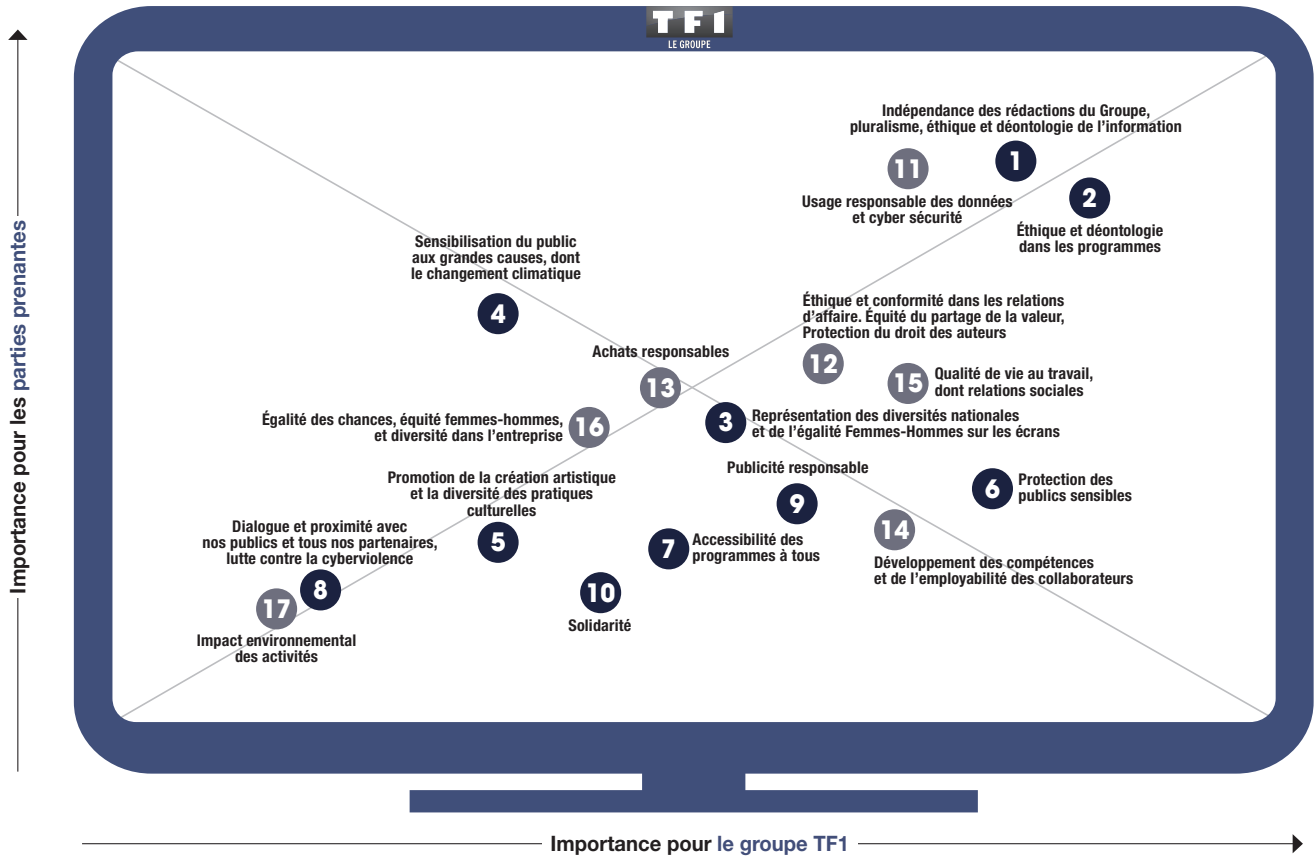 TF1
LE GROUPE
Importance pour les parties prenantes
Indépendance des rédactions du Groupe,
pluralisme, éthique et déontologie de l’information
11
1
2
Usage responsable des données
et cyber sécurité
Éthique et déontologie
dans les programmes
Sensibilisation du public
aux grandes causes, dont
le changement climatique
4
Éthique et conformité dans les relations
d’affaire. Équité du partage de la valeur,
Protection du droit des auteurs
12
Achats responsables
13
15
Qualité de vie au travail,
dont relations sociales
Égalité des chances, équité femmes-hommes,
et diversité dans l’entreprise
16
3
Représentation des diversités nationales
et de l’égalité Femmes-Hommes sur les écrans
Promotion de la création artistique
et la diversité des pratiques
culturelles
5
Publicité responsable
9
6
Protection des
publics sensibles
Dialogue et proximité avec
nos publics et tous nos partenaires,
lutte contre la cyberviolence
8
7
Accessibilité des
programmes à tous
14
Développement des compétences
et de l’employabilité des collaborateurs
17
Impact environnemental
des activités
10
Solidarité
Importance pour le groupe TF1